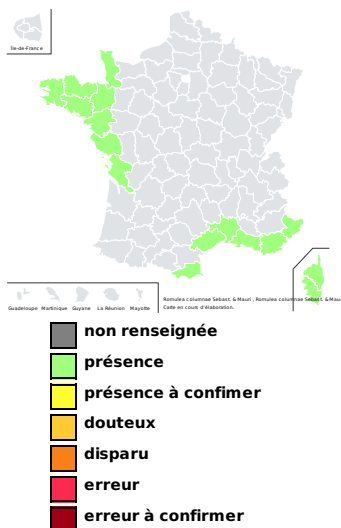 Île-de-France
Guadeloupe Martinique Guyane La Réunion Mayotte
Romulea columnae Sebast. & Mauri , Romulea columnae Sebast. & Mau
Carte en cours d'élaboration.
non renseignée
présence
présence à confimer
douteux
disparu
erreur
erreur à confirmer